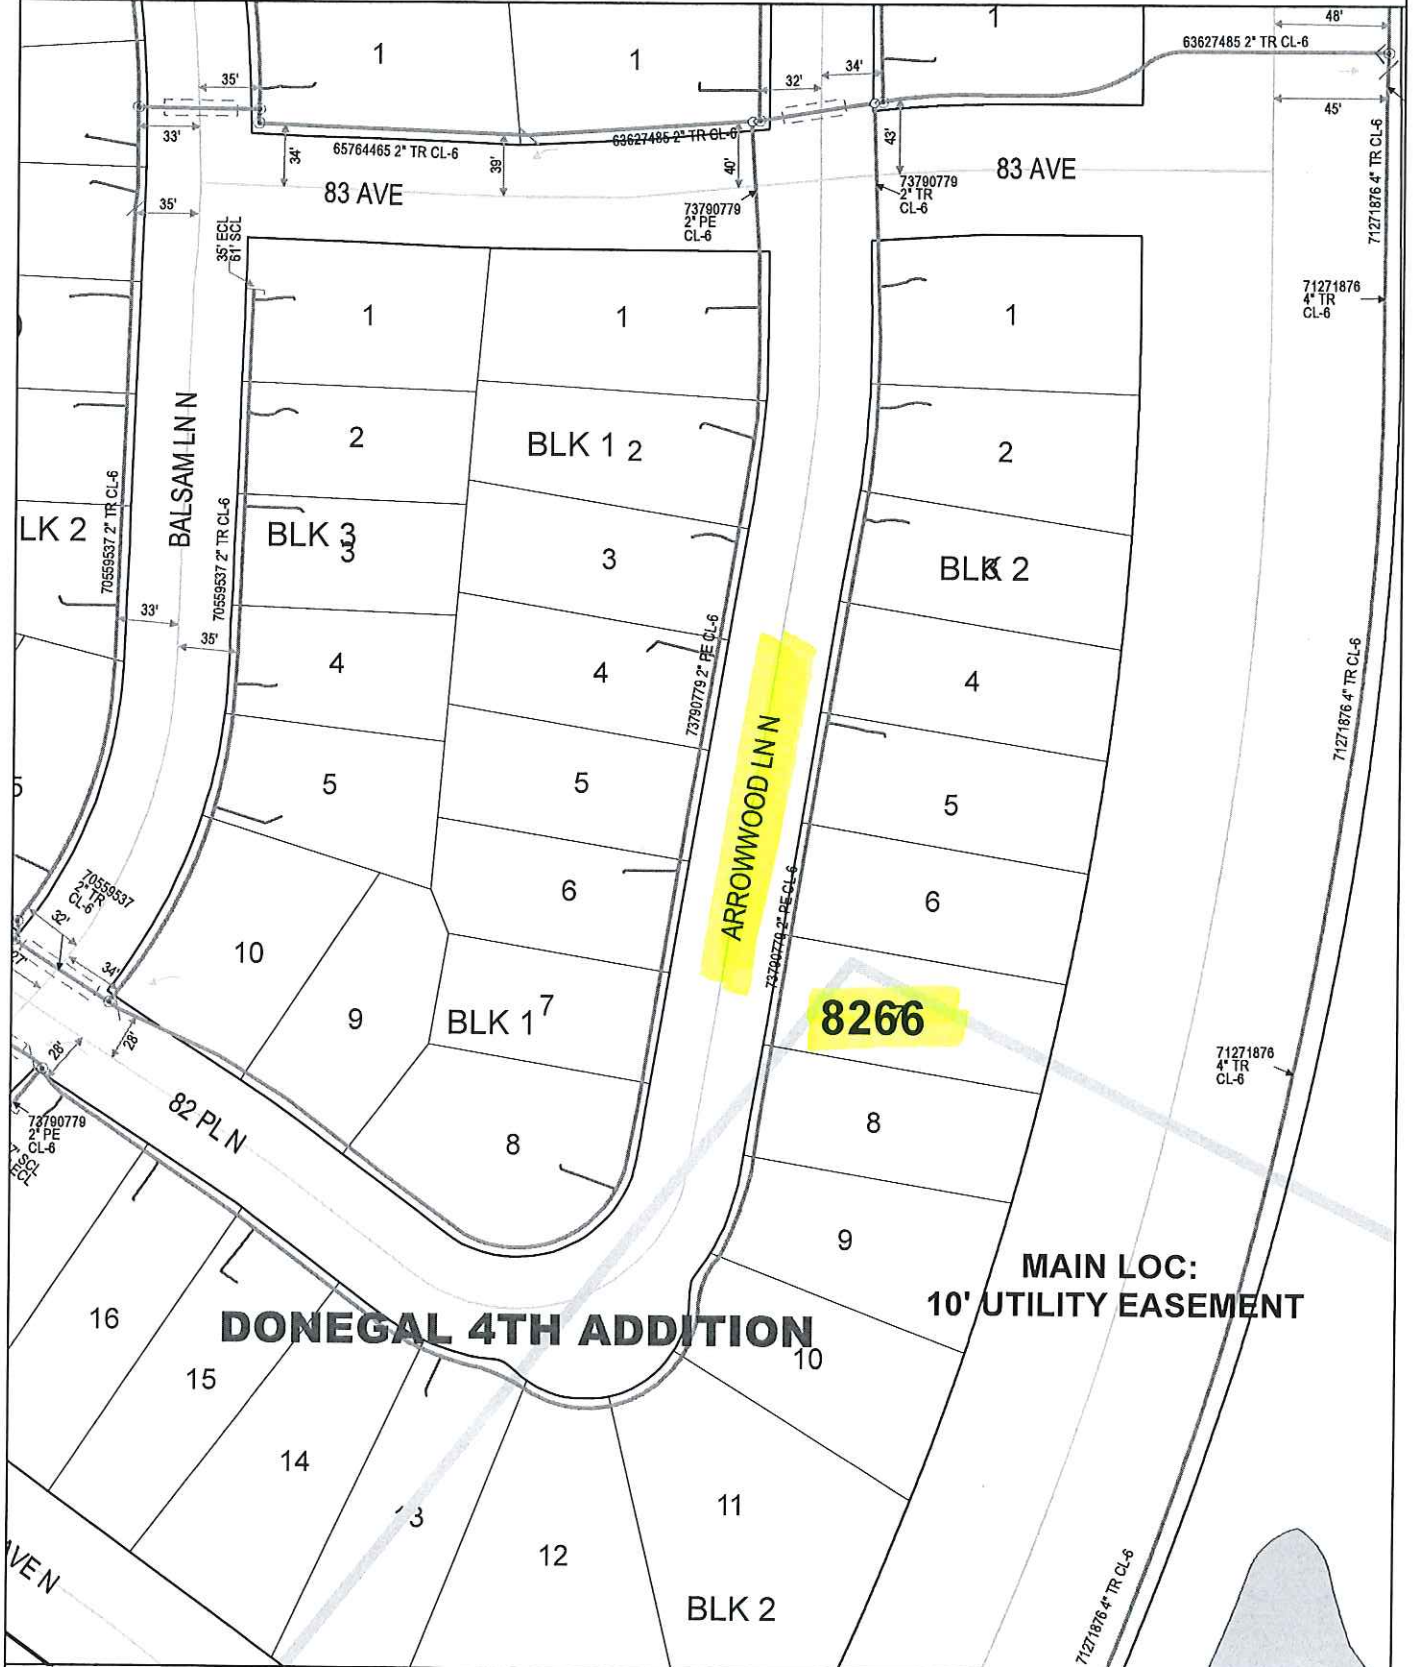 48'
63627485 2" TR CL-6
1
1
1
35'
32'
34'
45'
33'
34'
65764465 2" TR CL-6
39'
63627485 2" TR CL-6
40'
43'
83 AVE
83 AVE
73790779
2" TR
CL-6
73790779
2" PE
CL-6
71271876 4" TR CL-6
35'
35' ECL
61' SCL
71271876
4" TR
CL-6
1
1
1
BALSAM LN N
2
BLK 1 2
2
70559537 2" TR CL-6
70559537 2" TR CL-6
LK 2
BLK 3
3
3
BLK 2
33'
35'
4
4
4
73790779 2" PE CL-6
71271876 4" TR CL-6
ARROWWOOD LN N
5
5
5
5
6
6
73790779 2" PE CL-6
70559537
2" TR
CL-6
32'
27'
34'
10
9
BLK 1 7
8266
28'
28'
71271876
4" TR
CL-6
73790779
2" PE
CL-6
7' SCL
ECL
82 PL N
8
8
9
MAIN LOC:
10' UTILITY EASEMENT
DONEGAL 4TH ADDITION
16
10
15
14
11
12
BLK 2
AVE N
71271876 4" TR CL-6